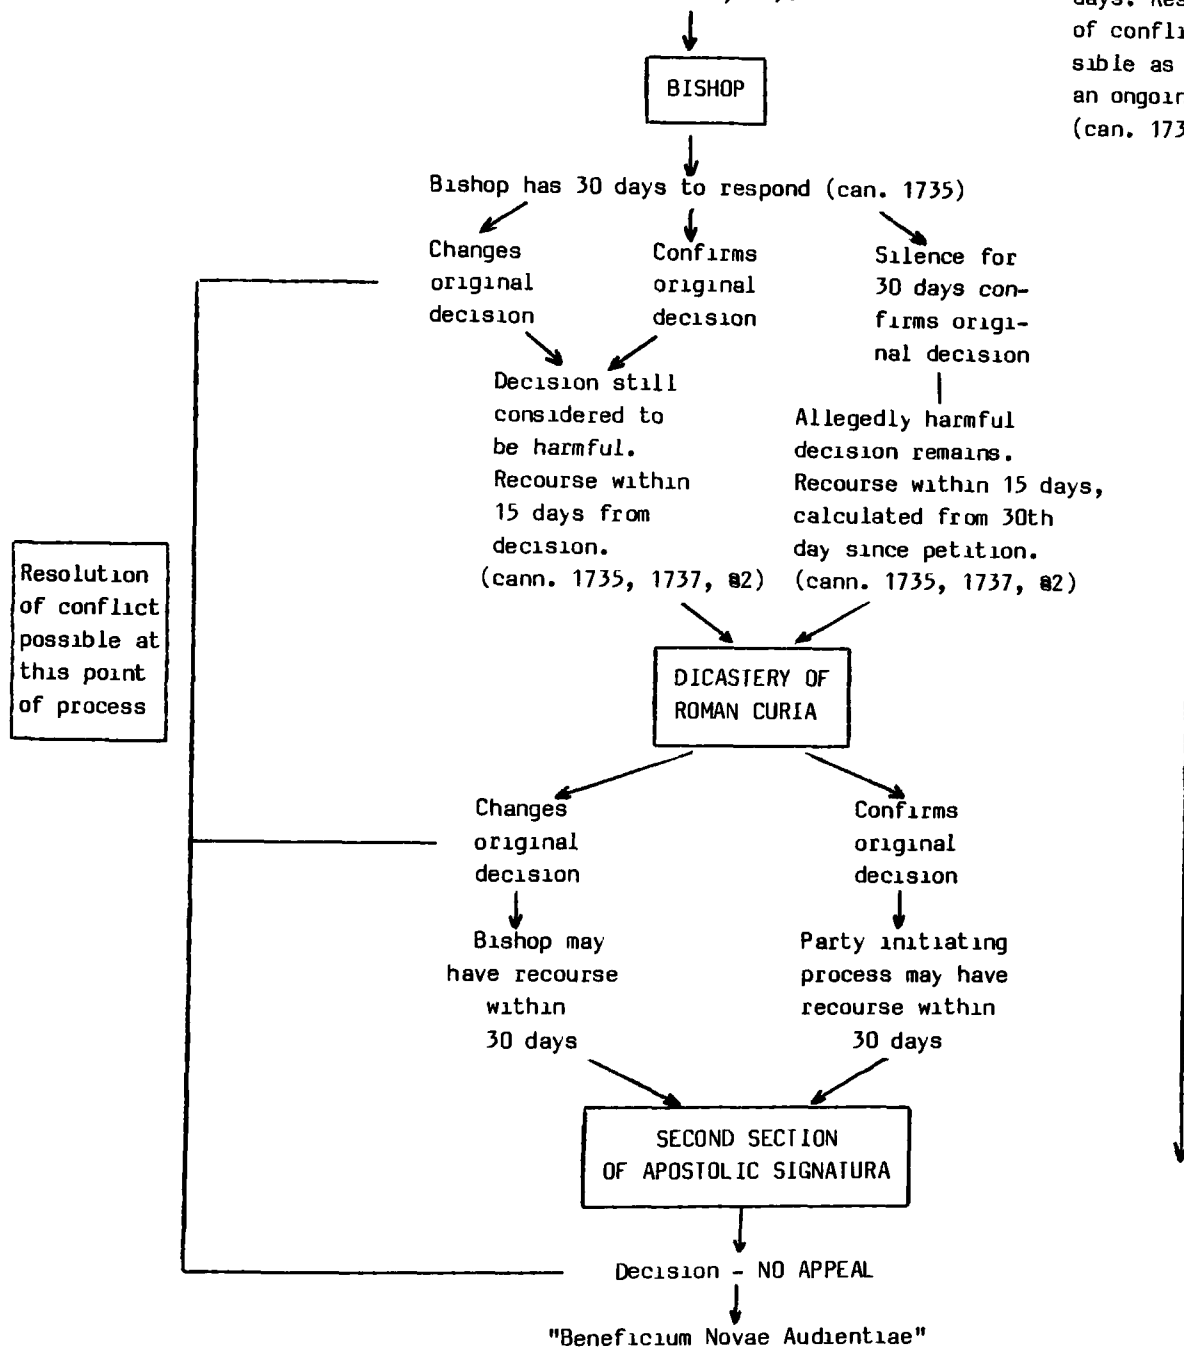 of confl
sible as
an ongoin
(can. 173
BISHOP
Bishop has 30 days to respond (can. 1735)
Changes
original
decision
Confirms
original
decision
Silence for
30 days con-
firms origi-
nal decision
Decision still
considered to
be harmful.
Recourse within
15 days from
decision.
(cann. 1735, 1737, §2)
Allegedly harmful
decision remains.
Recourse within 15 days,
calculated from 30th
day since petition.
(cann. 1735, 1737, §2)
Resolution
of conflict
possible at
this point
of process
DICASTERY OF
ROMAN CURIA
Changes
original
decision
Confirms
original
decision
Bishop may
have recourse
within
30 days
Party initiating
process may have
recourse within
30 days
SECOND SECTION
OF APOSTOLIC SIGNATURA
Decision - NO APPEAL
"Beneficium Novae Audientiae"